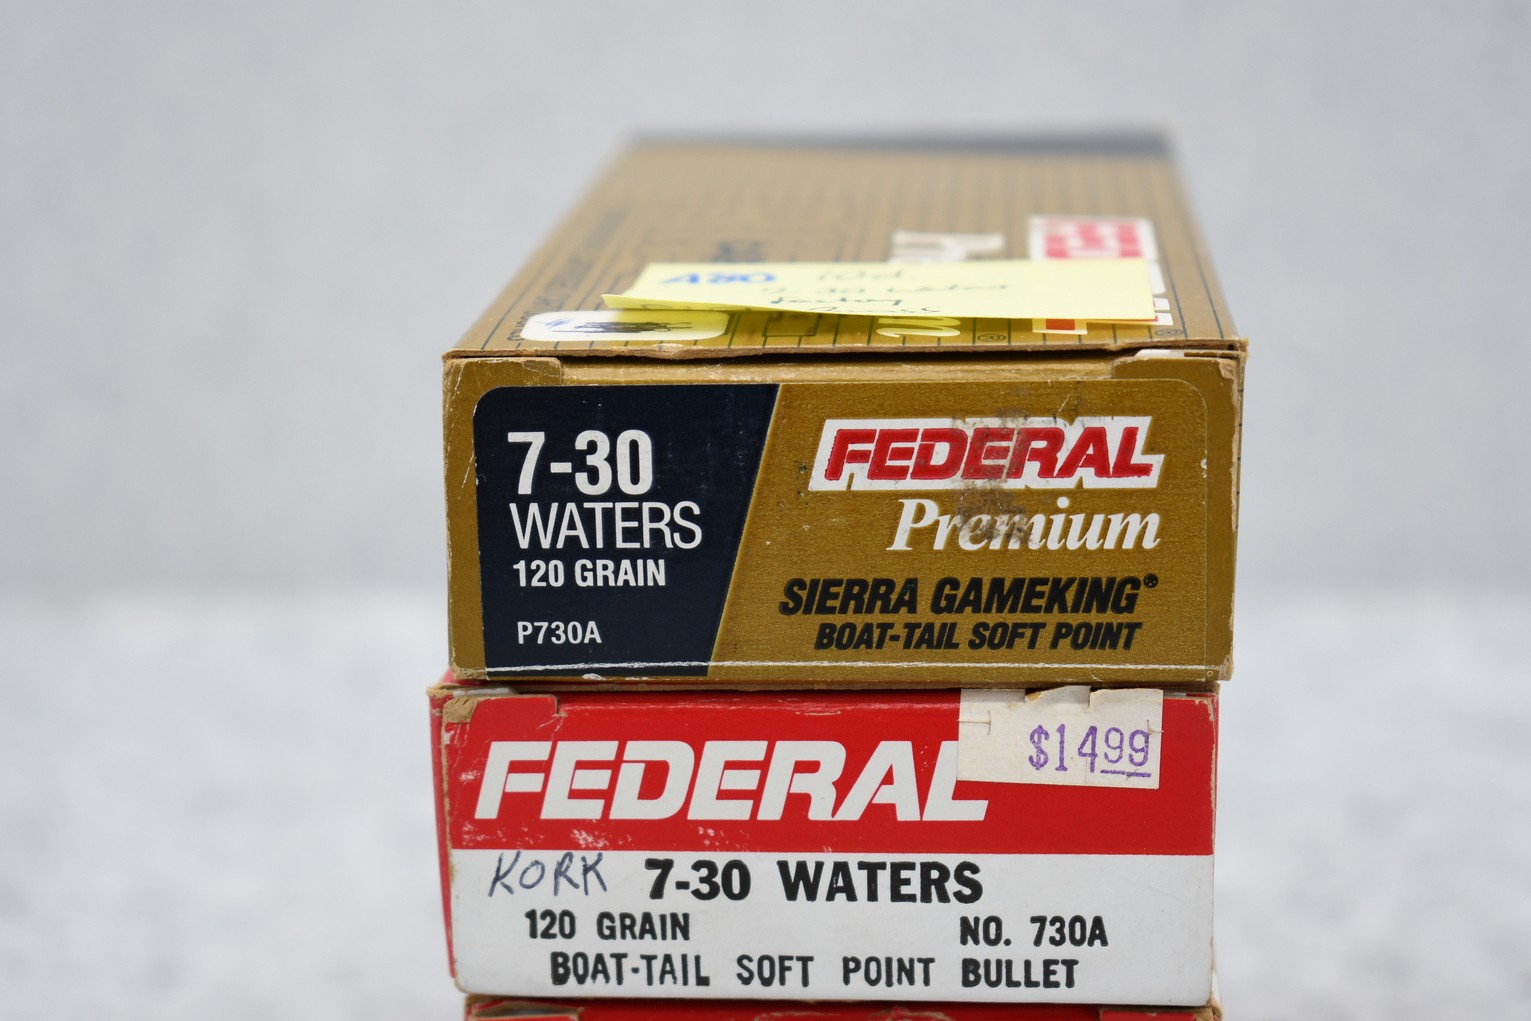 7-30
WATERS
120 GRAIN
P730A
FEDERAL
Premium
SIERRA GAMEKING®
BOAT-TAIL SOFT POINT
$14.99
FEDERAL
KORK 7-30 WATERS
120 GRAIN NO. 730A
BOAT-TAIL SOFT POINT BULLET